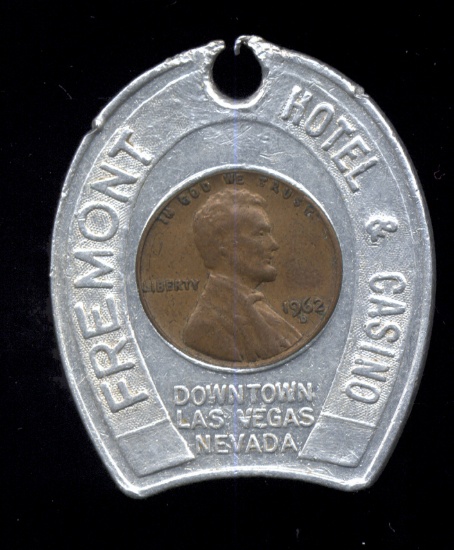 FREMONT HOTEL & CASINO
IN GOD WE TRUST
LIBERTY
1962
D
DOWNTOWN
LAS VEGAS
NEVADA